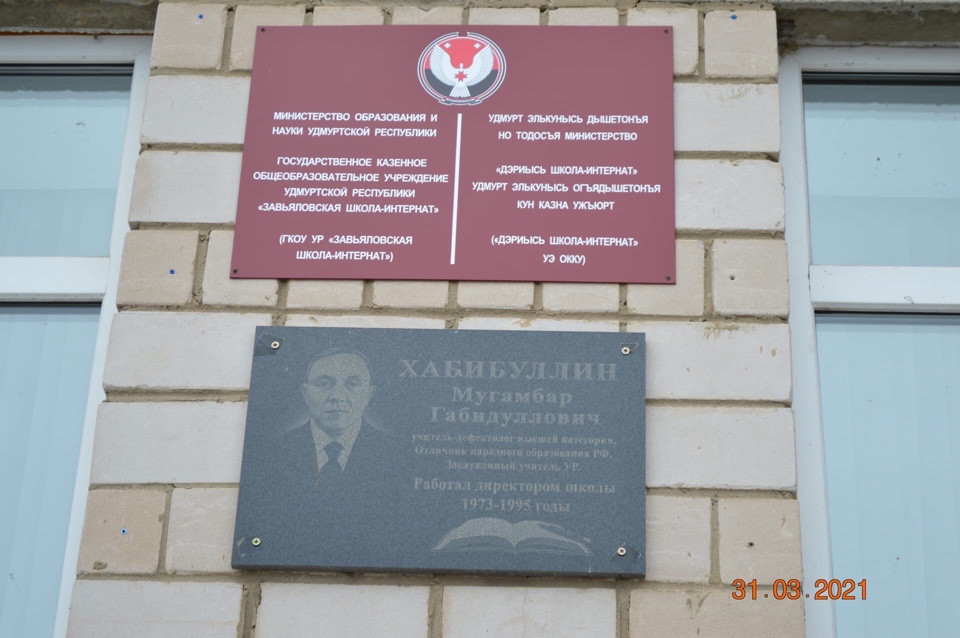 МИНИСТЕРСТВО ОБРАЗОВАНИЯ И
НАУКИ УДМУРТСКОЙ РЕСПУБЛИКИ
ГОСУДАРСТВЕННОЕ КАЗЕННОЕ
ОБЩЕОБРАЗОВАТЕЛЬНОЕ УЧРЕЖДЕНИЕ
УДМУРТСКОЙ РЕСПУБЛИКИ
«ЗАВЬЯЛОВСКАЯ ШКОЛА-ИНТЕРНАТ»
(ГКОУ УР «ЗАВЬЯЛОВСКАЯ
ШКОЛА-ИНТЕРНАТ»)
УДМУРТ ЭЛЬКУНЫСЬ ДЫШЕТОНЪЯ
НО ТОДОСЪЯ МИНИСТЕРСТВО
«ДЭРИЫСЬ ШКОЛА-ИНТЕРНАТ»
УДМУРТ ЭЛЬКУНЫСЬ ОГЪЯДЫШЕТОНЪЯ
КУН КАЗНА УЖЪЮРТ
(«ДЭРИЫСЬ ШКОЛА-ИНТЕРНАТ»
УЭ ОККУ)
ХАБИБУЛЛИН
Мугамбар
Габидуллович
учитель-дефектолог высшей категории,
Отличник народного образования РФ,
Заслуженный учитель УР.
Работал директором школы
1973-1995 годы
31.03.2021